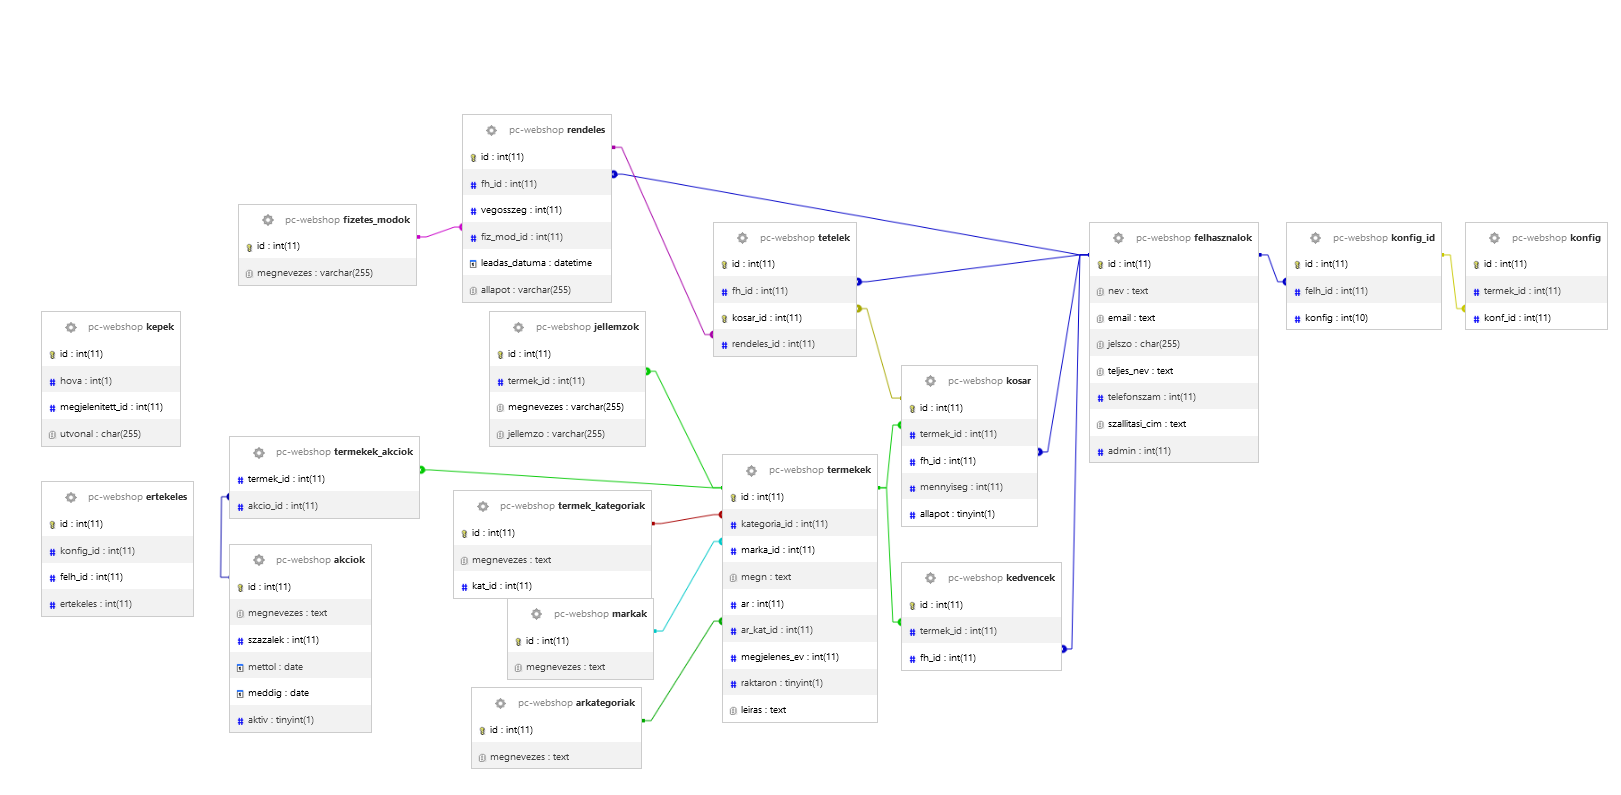 pc-webshop rendeles
id : int(11)
fh_id : int(11)
vegosszeg : int(11)
fiz_mod_id : int(11)
leadas_datuma : datetime
allapot : varchar(255)
pc-webshop fizetes_modok
id : int(11)
megnevezes : varchar(255)
pc-webshop tetelek
id : int(11)
fh_id : int(11)
kosar_id : int(11)
rendeles_id : int(11)
pc-webshop felhasznalok
id : int(11)
nev : text
email : text
jelszo : char(255)
teljes_nev : text
telefonszam : int(11)
szallitasi_cim : text
admin : int(11)
pc-webshop konfig_id
id : int(11)
felh_id : int(11)
konfig : int(10)
pc-webshop konfig
id : int(11)
termek_id : int(11)
konf_id : int(11)
pc-webshop kepek
id : int(11)
hova : int(1)
megjelenitett_id : int(11)
utvonal : char(255)
pc-webshop jellemzok
id : int(11)
termek_id : int(11)
megnevezes : varchar(255)
jellemzo : varchar(255)
pc-webshop kosar
id : int(11)
termek_id : int(11)
fh_id : int(11)
mennyiseg : int(11)
allapot : tinyint(1)
pc-webshop termekek_akciok
termek_id : int(11)
akcio_id : int(11)
pc-webshop termekek
id : int(11)
kategoria_id : int(11)
marka_id : int(11)
megn : text
ar : int(11)
ar_kat_id : int(11)
megjelenes_ev : int(11)
raktaron : tinyint(1)
leiras : text
pc-webshop ertekeles
id : int(11)
konfig_id : int(11)
felh_id : int(11)
ertekeles : int(11)
pc-webshop termek_kategoriak
id : int(11)
megnevezes : text
kat_id : int(11)
pc-webshop akciok
id : int(11)
megnevezes : text
szazalek : int(11)
mettol : date
meddig : date
aktiv : tinyint(1)
pc-webshop kedvencek
id : int(11)
termek_id : int(11)
fh_id : int(11)
pc-webshop markak
id : int(11)
megnevezes : text
pc-webshop arkategoriak
id : int(11)
megnevezes : text